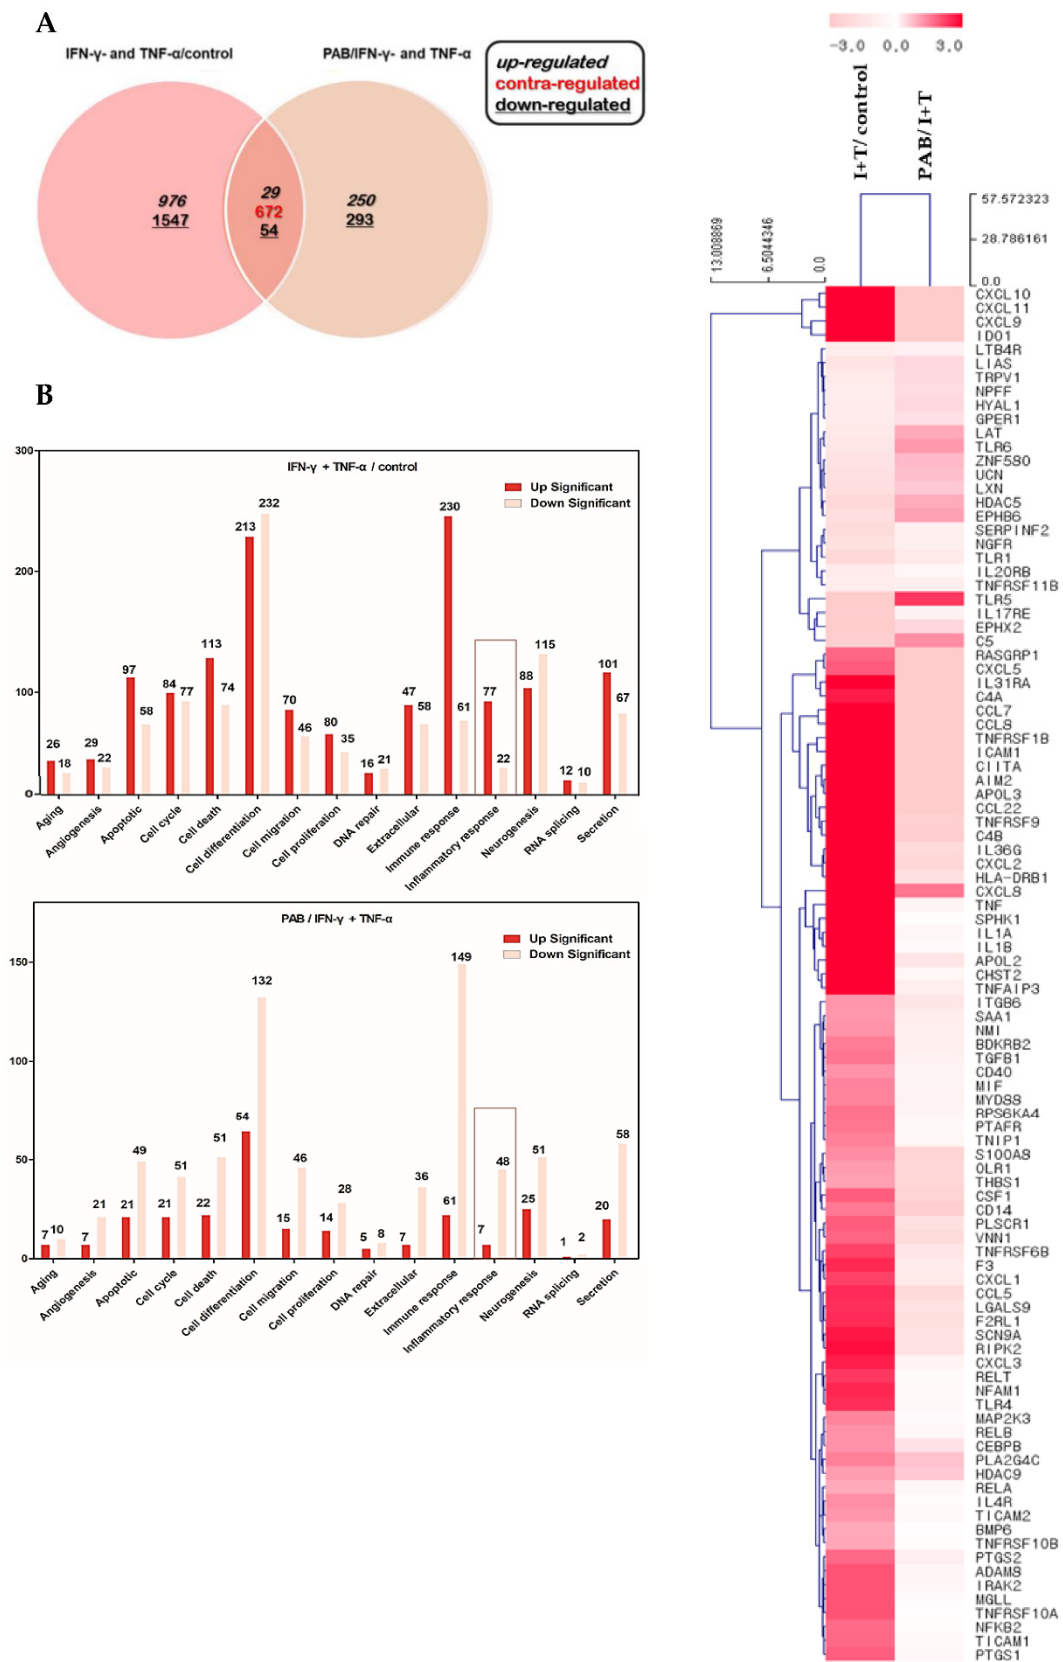 A
IFN-γ- and TNF-α/control
PAB/IFN-γ- and TNF-α
up-regulated
contra-regulated
down-regulated
976
1547
29
672
54
250
293
B
300
200
100
0
IFN-γ + TNF-α / control
Up Significant
Down Significant
26
18
29
22
97
58
84
77
113
74
213
232
70
46
80
35
16
21
47
58
230
61
77
22
88
115
12
10
101
67
Aging
Angiogenesis
Apoptotic
Cell cycle
Cell death
Cell differentiation
Cell migration
Cell proliferation
DNA repair
Extracellular
Immune response
Inflammatory response
Neurogenesis
RNA splicing
Secretion
PAB / IFN-γ + TNF-α
Up Significant
Down Significant
150
100
50
0
7
10
7
21
21
49
21
51
22
51
54
132
15
46
14
28
5
8
7
36
61
149
7
48
25
51
1
2
20
58
Aging
Angiogenesis
Apoptotic
Cell cycle
Cell death
Cell differentiation
Cell migration
Cell proliferation
DNA repair
Extracellular
Immune response
Inflammatory response
Neurogenesis
RNA splicing
Secretion
-3.0 0.0 3.0
I+T/ control
PAB/ I+T
57.572323
28.786161
0.0
13.008869
6.5044346
0.0
CXCL10
CXCL11
CXCL9
IDO1
LTB4R
LIAS
TRPV1
NPFF
HYAL1
GPER1
LAT
TLR6
ZNF580
UCN
LXN
HDAC5
EPHB6
SERPINF2
NGFR
TLR1
IL20RB
TNFRSF11B
TLR5
IL17RE
EPHX2
C5
RASGRP1
CXCL5
IL31RA
C4A
CCL7
CCL8
TNFRSF1B
ICAM1
CIITA
AIM2
APOL3
CCL22
TNFRSF9
C4B
IL36G
CXCL2
HLA-DRB1
CXCL8
TNF
SPHK1
IL1A
IL1B
APOL2
CHST2
TNFAIP3
ITGB6
SAA1
NMI
BDKRB2
TGFB1
CD40
MIF
MYD88
RPS6KA4
PTAFR
TNIP1
S100A8
OLR1
THBS1
CSF1
CD14
PLSCR1
VNN1
TNFRSF6B
F3
CXCL1
CCL5
LGALS9
F2RL1
SCN9A
RIPK2
CXCL3
RELT
NFAM1
TLR4
MAP2K3
RELB
CEBPB
PLA2G4C
HDAC9
RELA
IL4R
TICAM2
BMP6
TNFRSF10B
PTGS2
ADAM8
IRAK2
MGLL
TNFRSF10A
NFKB2
TICAM1
PTGS1